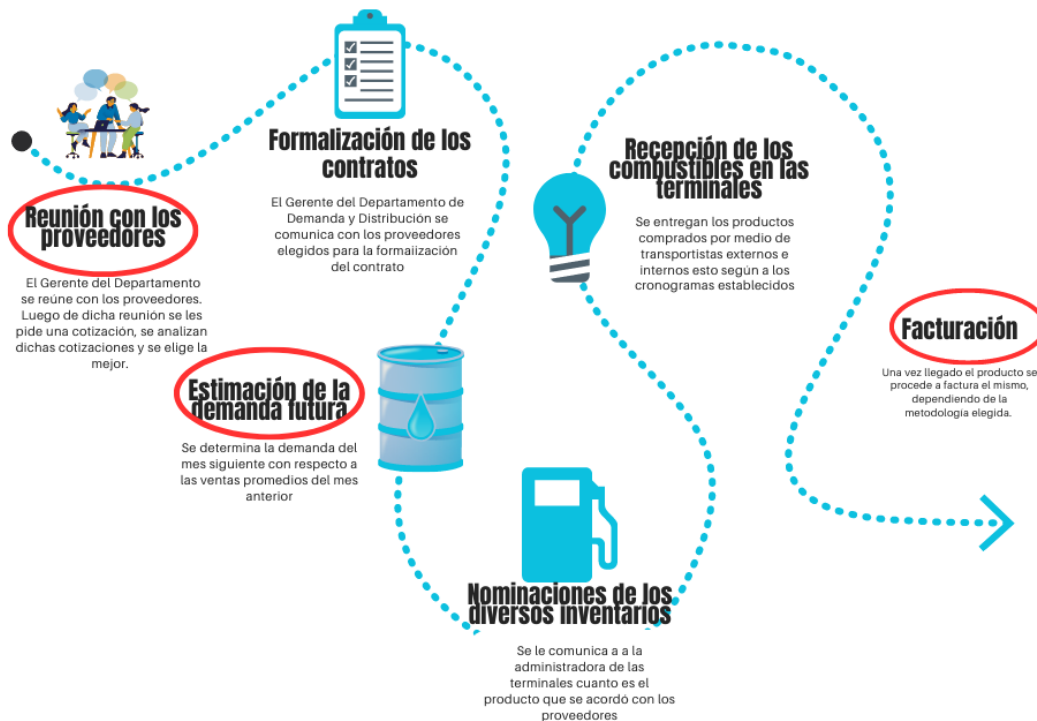 Reunión con los
proveedores
El Gerente del Departamento
se reúne con los proveedores.
Luego de dicha reunión se les
pide una cotización, se analizan
dichas cotizaciones y se elige la
mejor.
Formalización de los
contratos
El Gerente del Departamento de
Demanda y Distribución se
comunica con los proveedores
elegidos para la formaiización
del contrato
Estimación de la
demanda futura
Se determina la demanda del
mes siguiente con respecto a
las ventas promedios del mes
anterior
Nominaciones de los
diversos inventarios
Se le comunica a a la
administradora de las
terminales cuanto es el
producto que se acordó con los
proveedores
Recepción de los
combustibles en las
terminales
Se entregan los productos
comprados por medio de
transportistas externos e
internos esto según a los
cronogramas establecidos
Facturación
Una vez llegado el producto se
procede a factura el mismo,
dependiendo de la
metodología elegida.